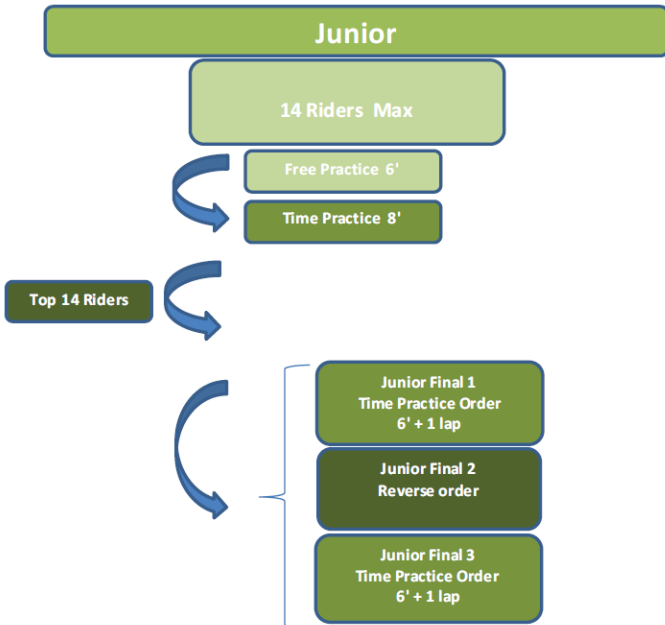 Junior
14 Riders Max
Free Practice 6'
Time Practice 8'
Top 14 Riders
Junior Final 1
Time Practice Order
6' + 1 lap
Junior Final 2
Reverse order
Junior Final 3
Time Practice Order
6' + 1 lap